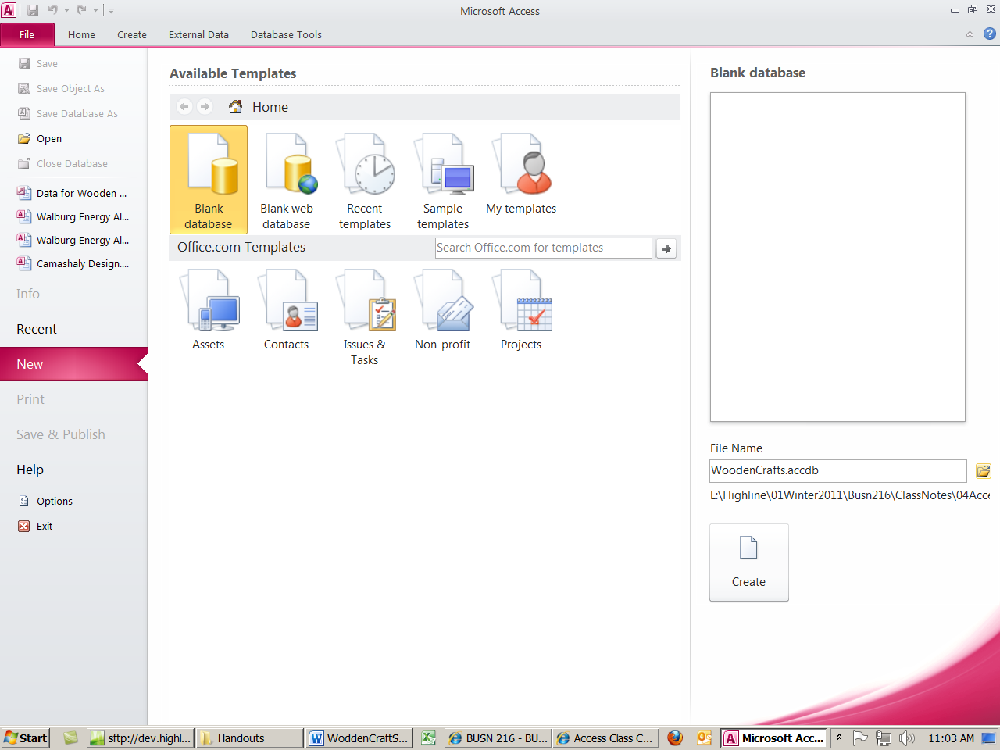 Microsoft Access
File Home Create External Data Database Tools
Save
Save Object As
Save Database As
Open
Close Database
Data for Wooden ...
Walburg Energy Al...
Walburg Energy Al...
Camashaly Design....
Info
Recent
New
Print
Save & Publish
Help
Options
Exit
Available Templates
Home
Blank
database
Blank web
database
Recent
templates
Sample
templates
My templates
Office.com Templates
Search Office.com for templates
Assets
Contacts
Issues &
Tasks
Non-profit
Projects
Blank database
File Name
WoodenCrafts.accdb
L:\Highline\01Winter2011\Busn216\ClassNotes\04Acce
Create
Start sftp://dev.highl... Handouts WoddenCraftS... BUSN 216 - BU... Access Class C... Microsoft Acc... 11:03 AM